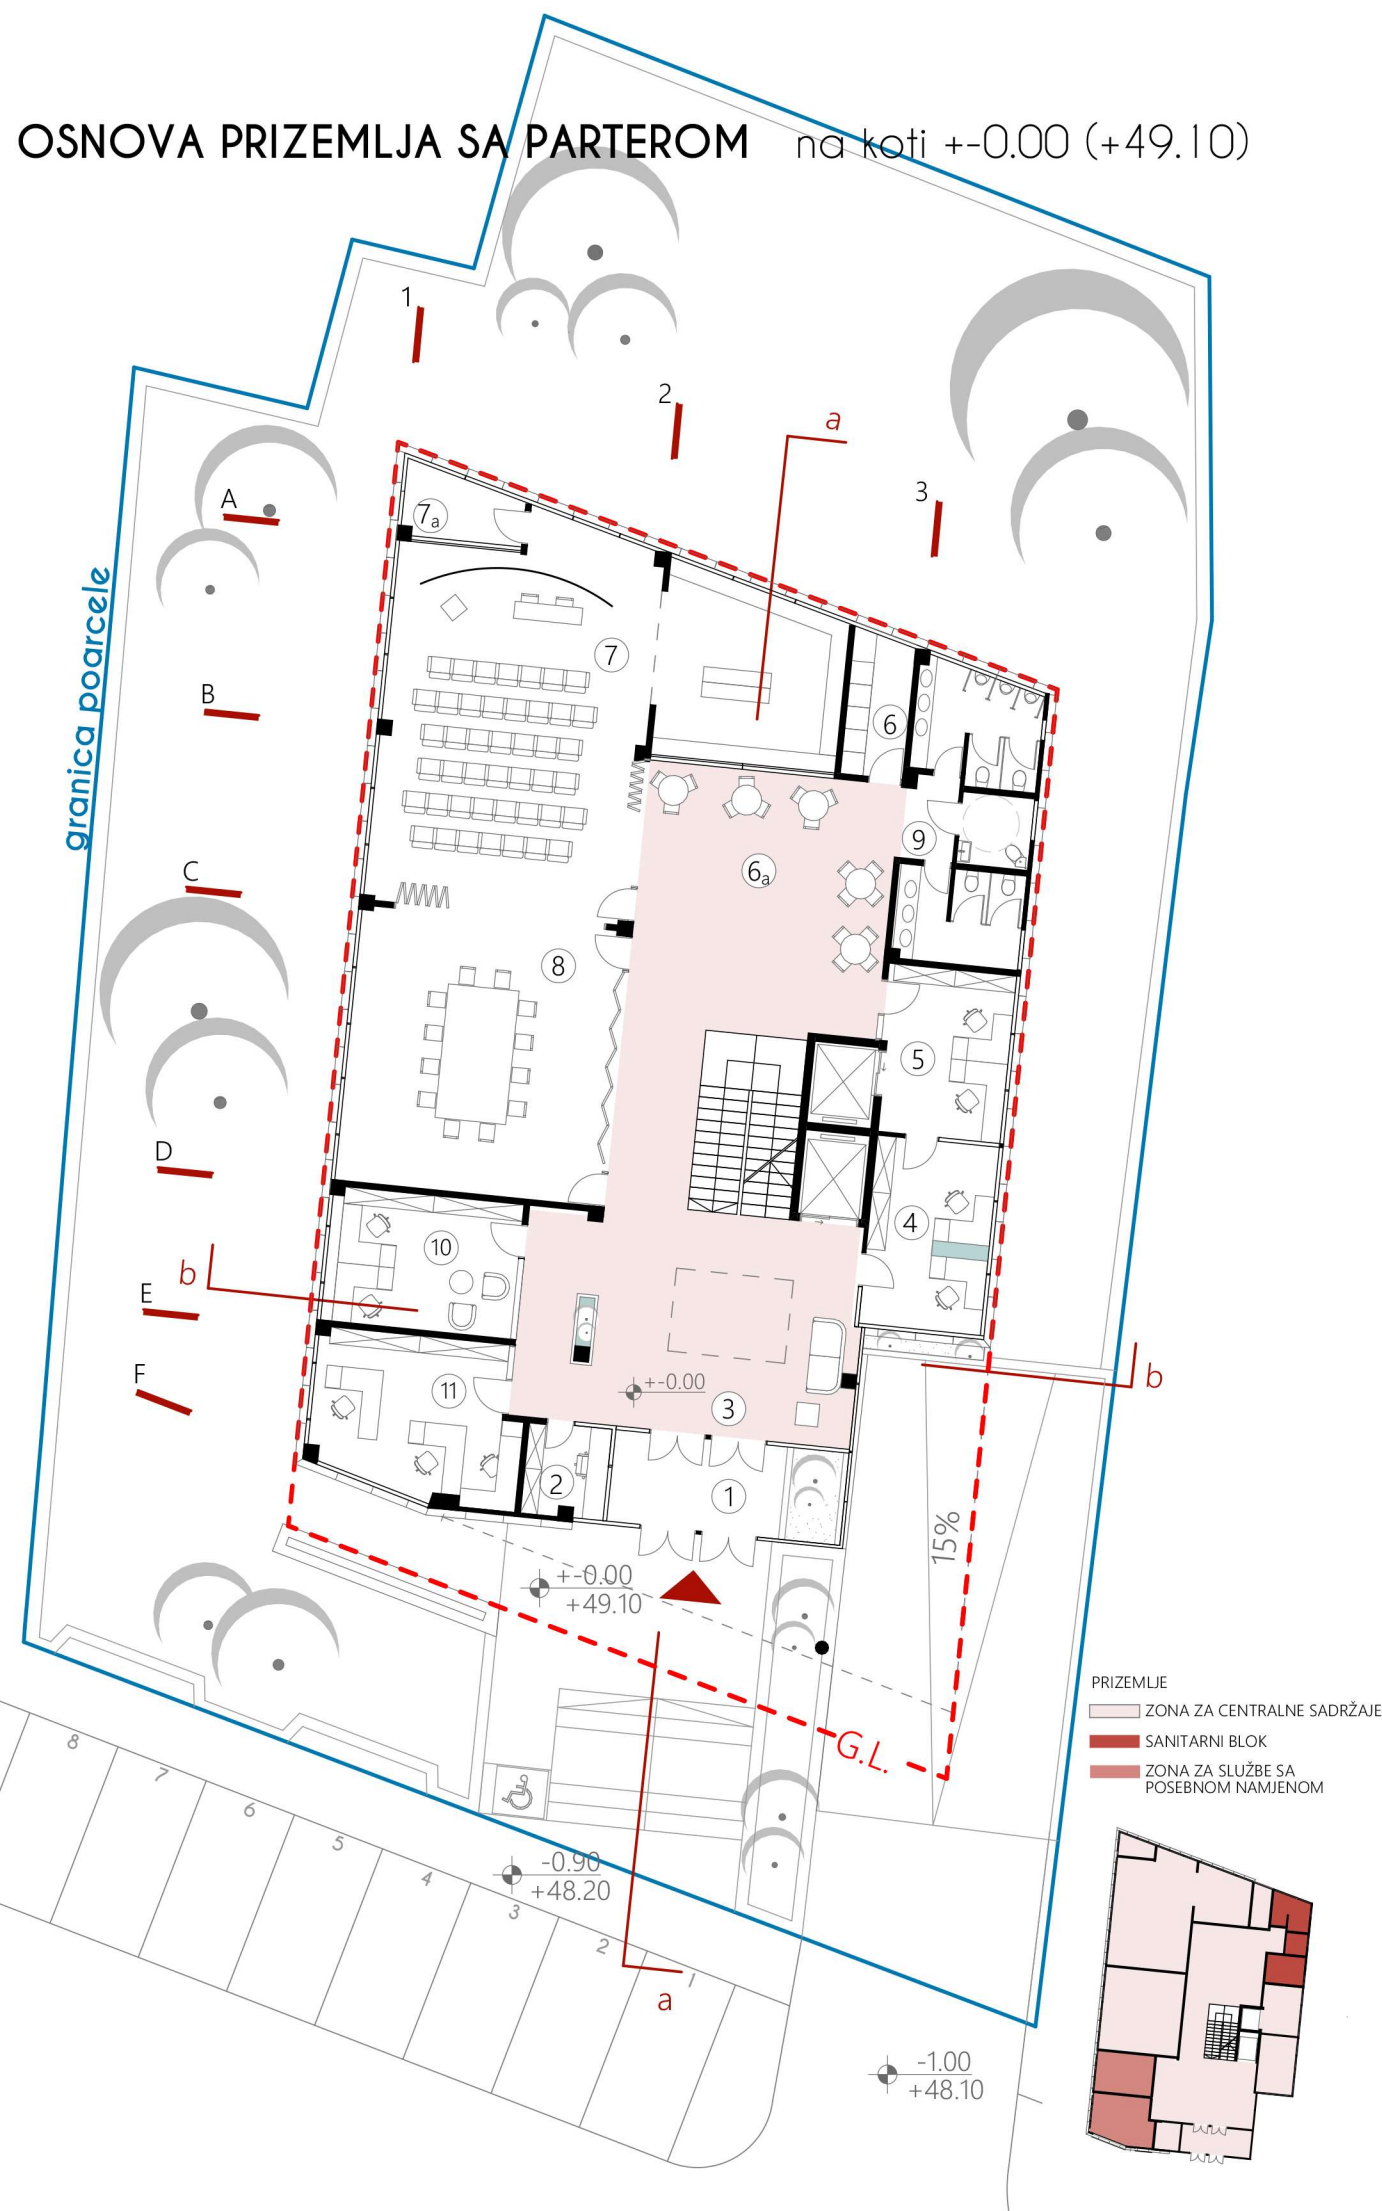 OSNOVA PRIZEMLJA SA PARTEROM na koti +-0.00 (+49.10)
1
2
a
3
A
7a
granica poarcele
7
B
6
9
C
6a
8
5
D
4
10
b
E
b
F
11
+-0.00
3
2
1
15%
+-0.00
+49.10
PRIZEMLJE
ZONA ZA CENTRALNE SADRŽAJE
SANITARNI BLOK
ZONA ZA SLUŽBE SA
POSEBNOM NAMJENOM
G.L.
8
7
6
5
4
3
2
1
-0.90
+48.20
a
-1.00
+48.10